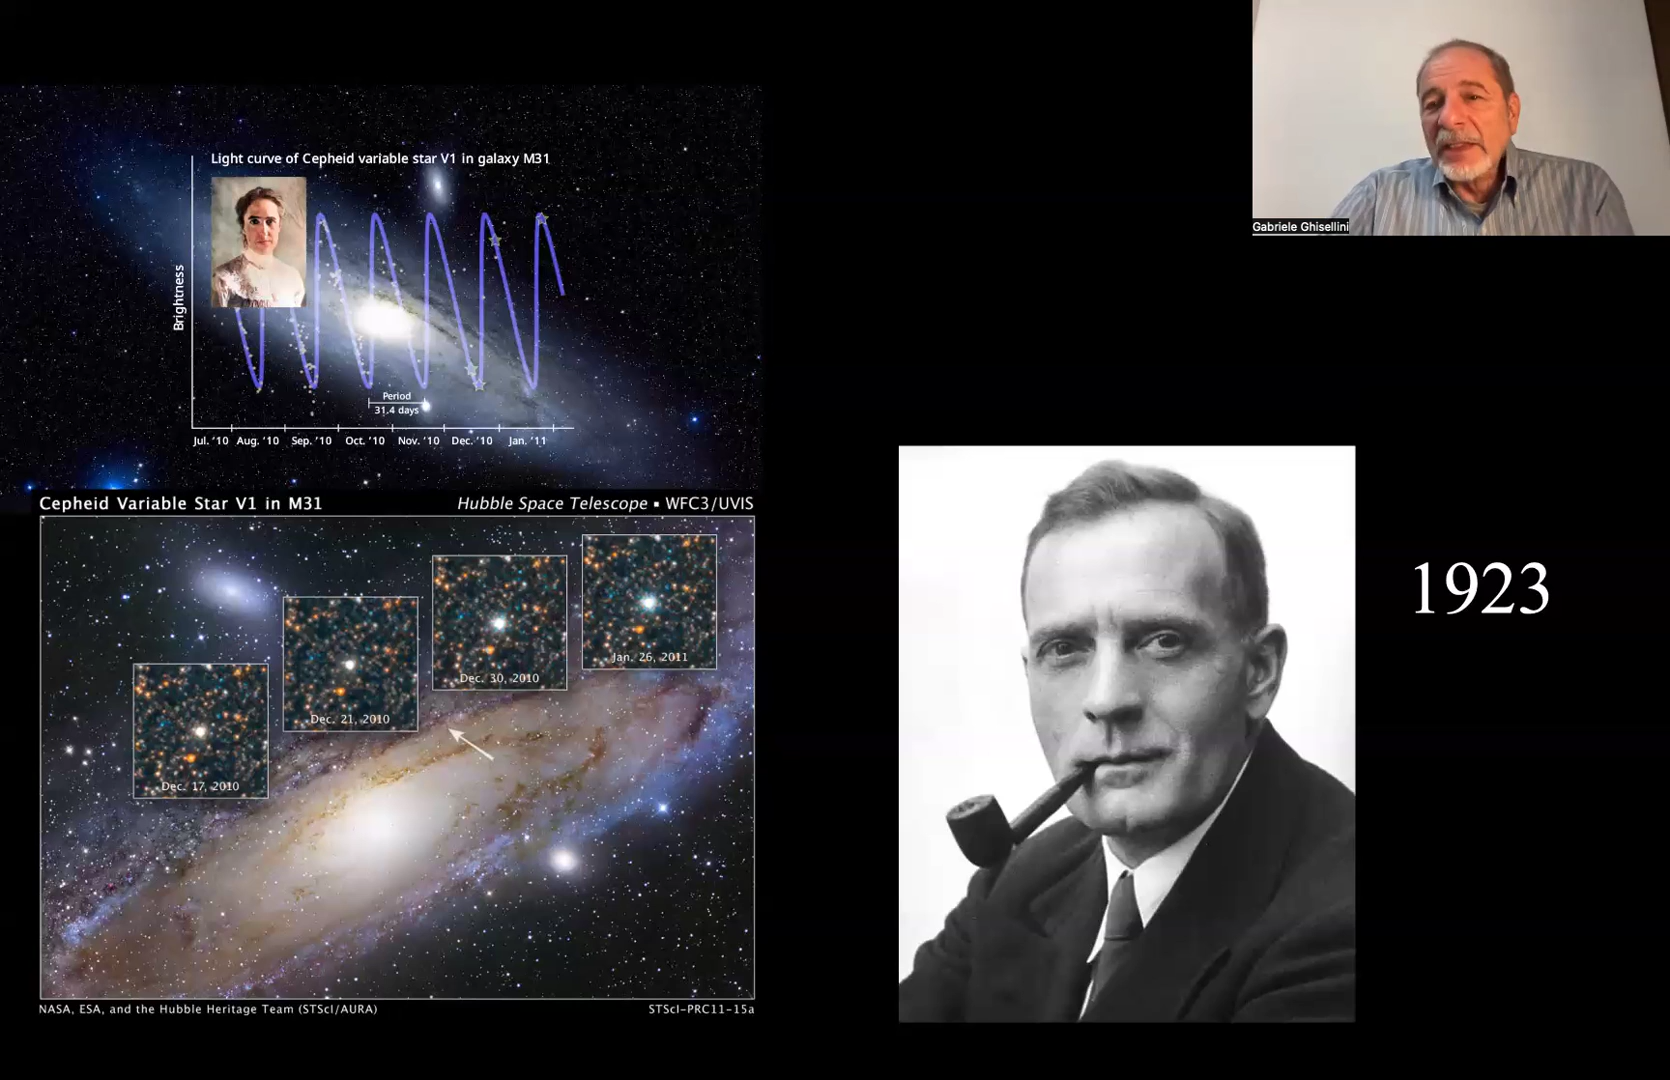 Light curve of Cepheid variable star V1 in galaxy M31
Brightness
Period
31.4 days
Jul. '10 Aug. '10 Sep. '10 Oct. '10 Nov. '10 Dec. '10 Jan. '11
Cepheid Variable Star V1 in M31
Hubble Space Telescope ▪ WFC3/UVIS
Dec. 17, 2010
Dec. 21, 2010
Dec. 30, 2010
Jan. 26, 2011
NASA, ESA, and the Hubble Heritage Team (STScI/AURA)
STScI-PRC11-15a
Gabriele Ghisellini
1923